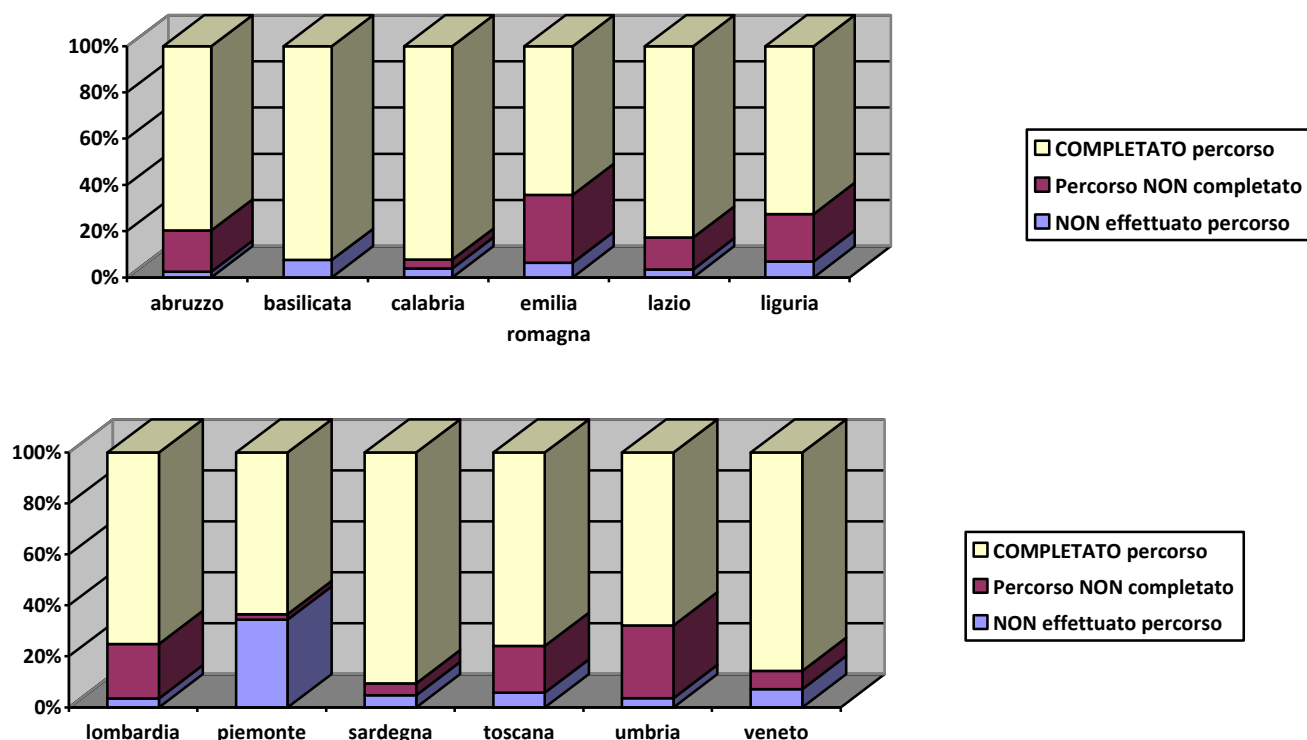 100%
80%
60%
40%
20%
0%
abruzzo basilicata calabria emilia lazio liguria
romagna
COMPLETATO percorso
Percorso NON completato
NON effettuato percorso
100%
80%
60%
40%
20%
0%
lombardia piemonte sardegna toscana umbria veneto
COMPLETATO percorso
Percorso NON completato
NON effettuato percorso